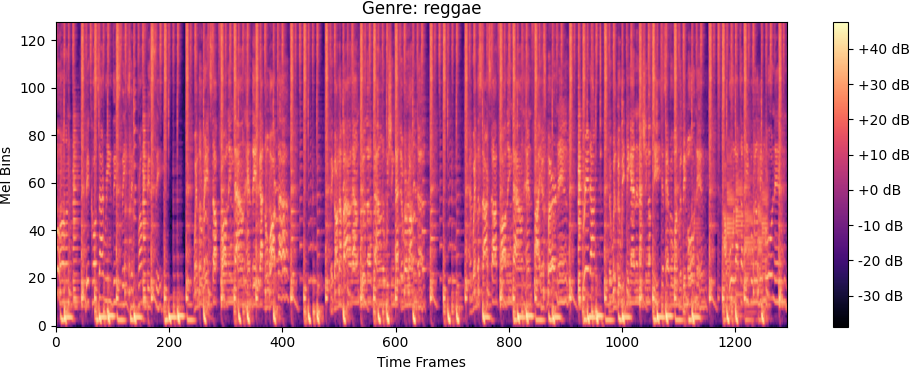 Genre: reggae
120
100
80
60
40
20
0
Mel Bins
0 200 400 600 800 1000 1200
Time Frames
+40 dB
+30 dB
+20 dB
+10 dB
+0 dB
-10 dB
-20 dB
-30 dB